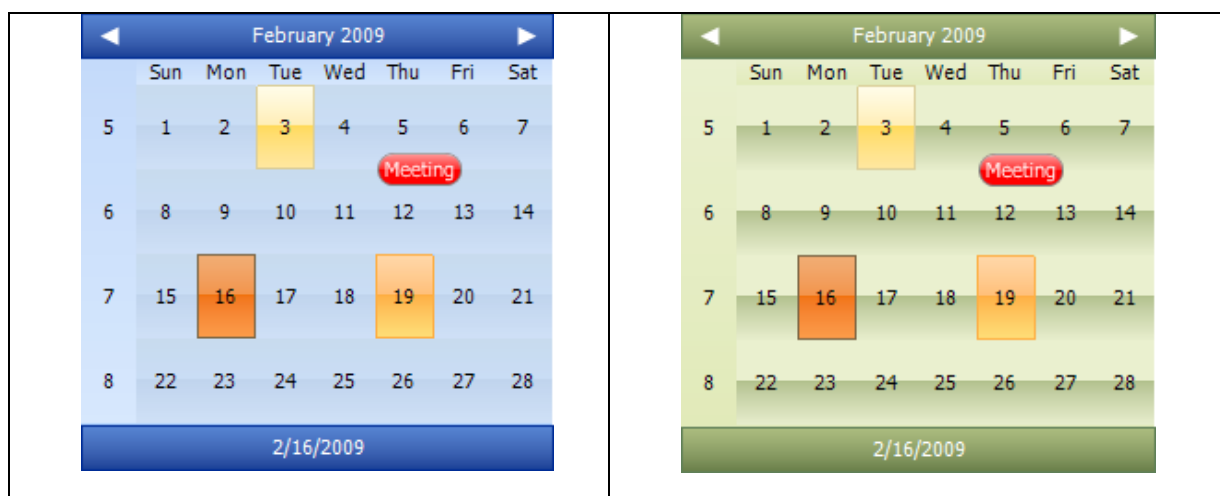 February 2009
Sun Mon Tue Wed Thu Fri Sat
5 1 2 3 4 5 6 7
Meeting
6 8 9 10 11 12 13 14
7 15 16 17 18 19 20 21
8 22 23 24 25 26 27 28
2/16/2009
February 2009
Sun Mon Tue Wed Thu Fri Sat
5 1 2 3 4 5 6 7
Meeting
6 8 9 10 11 12 13 14
7 15 16 17 18 19 20 21
8 22 23 24 25 26 27 28
2/16/2009